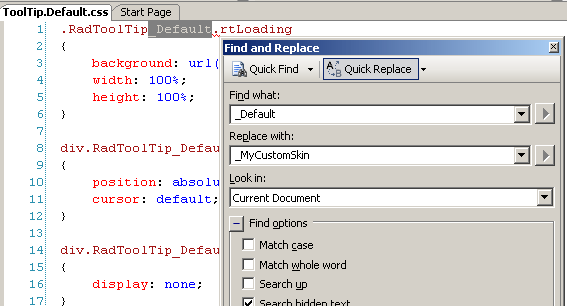 ToolTip.Default.css Start Page
1 .RadToolTip_Default.rtLoading
2 {
3 background: url(
4 width: 100%;
5 height: 100%;
6 }
7
8 div.RadToolTip_Defau
9 {
10 position: absolu
11 cursor: default;
12 }
13
14 div.RadToolTip_Defau
15 {
16 display: none;
17 }
Find and Replace
Quick Find Quick Replace
Find what:
_Default
Replace with:
_MyCustomSkin
Look in:
Current Document
Find options
Match case
Match whole word
Search up
Search hidden text